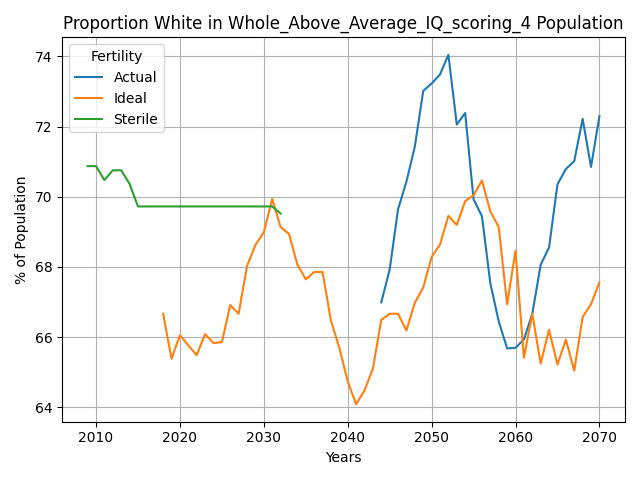 Proportion White in Whole_Above_Average_IQ_scoring_4 Population
Fertility
Actual
Ideal
Sterile
% of Population
74
72
70
68
66
64
2010 2020 2030 2040 2050 2060 2070
Years